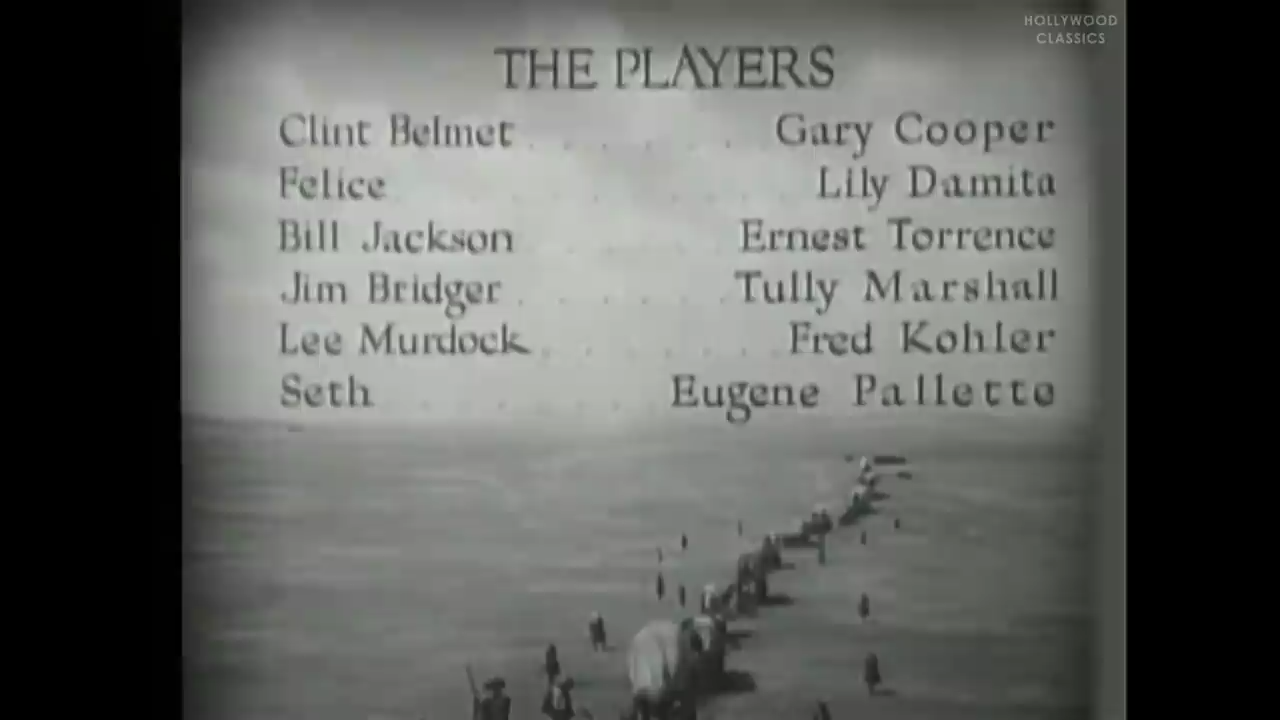 HOLLYWOOD
CLASSICS
THE PLAYERS
Clint Belmet . . . . . Gary Cooper
Felice . . . . . . . Lily Damita
Bill Jackson . . . . . Ernest Torrence
Jim Bridger . . . . . . Tully Marshall
Lee Murdock . . . . . . Fred Kohler
Seth . . . . . Eugene Pallette